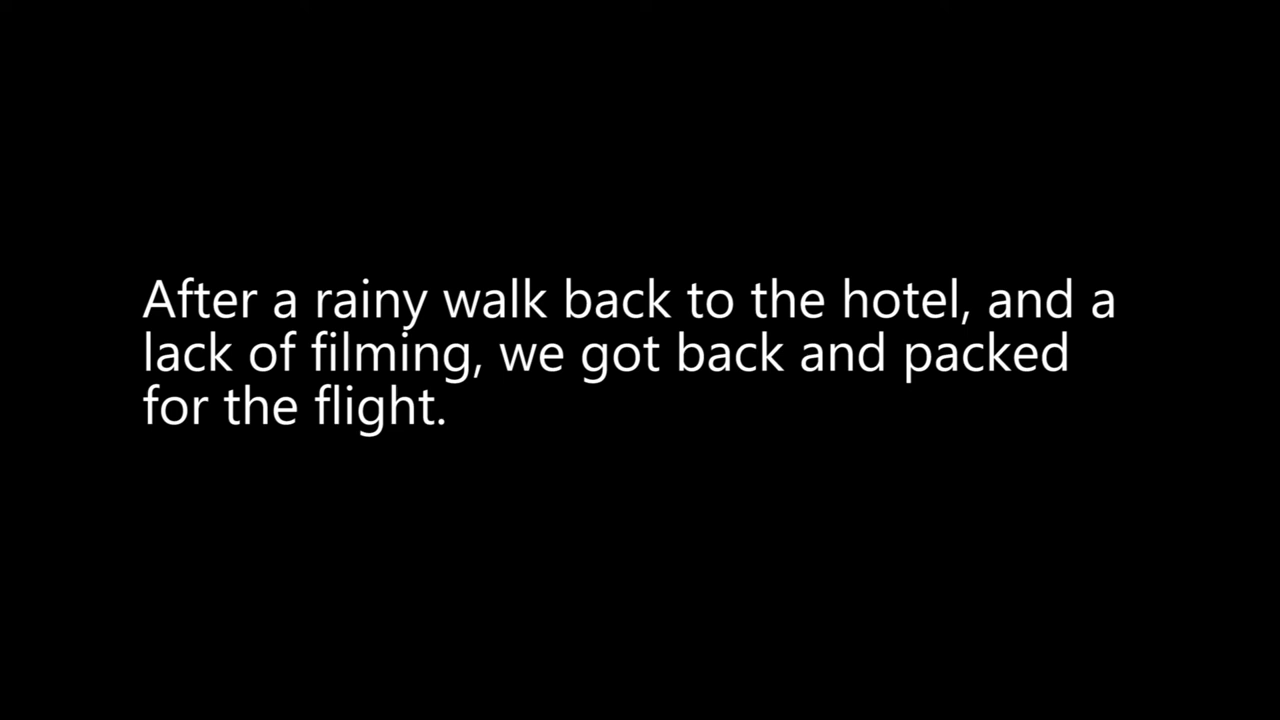 After a rainy walk back to the hotel, and a
lack of filming, we got back and packed
for the flight.